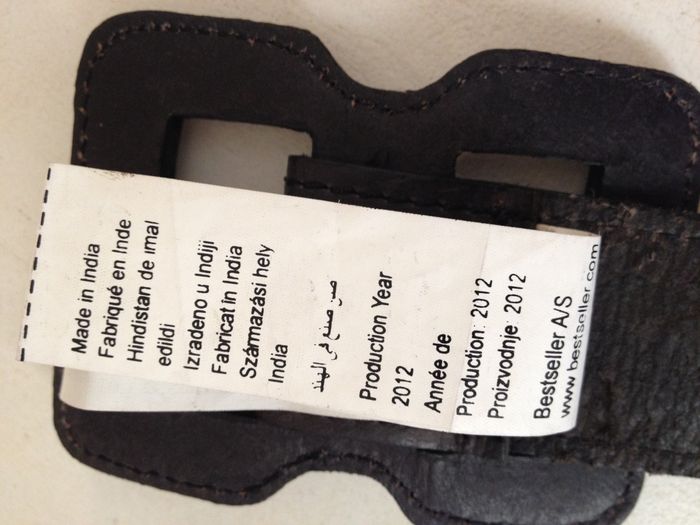 Made in India
Fabriqué en Inde
Hindistan de imal
edildi
Izradeno u Indiji
Fabricat in India
Származási hely
India
صنع في الهند
Production Year
2012
Année de
Production: 2012
Proizvodnje 2012
Bestseller A/S
www.bestseller.com